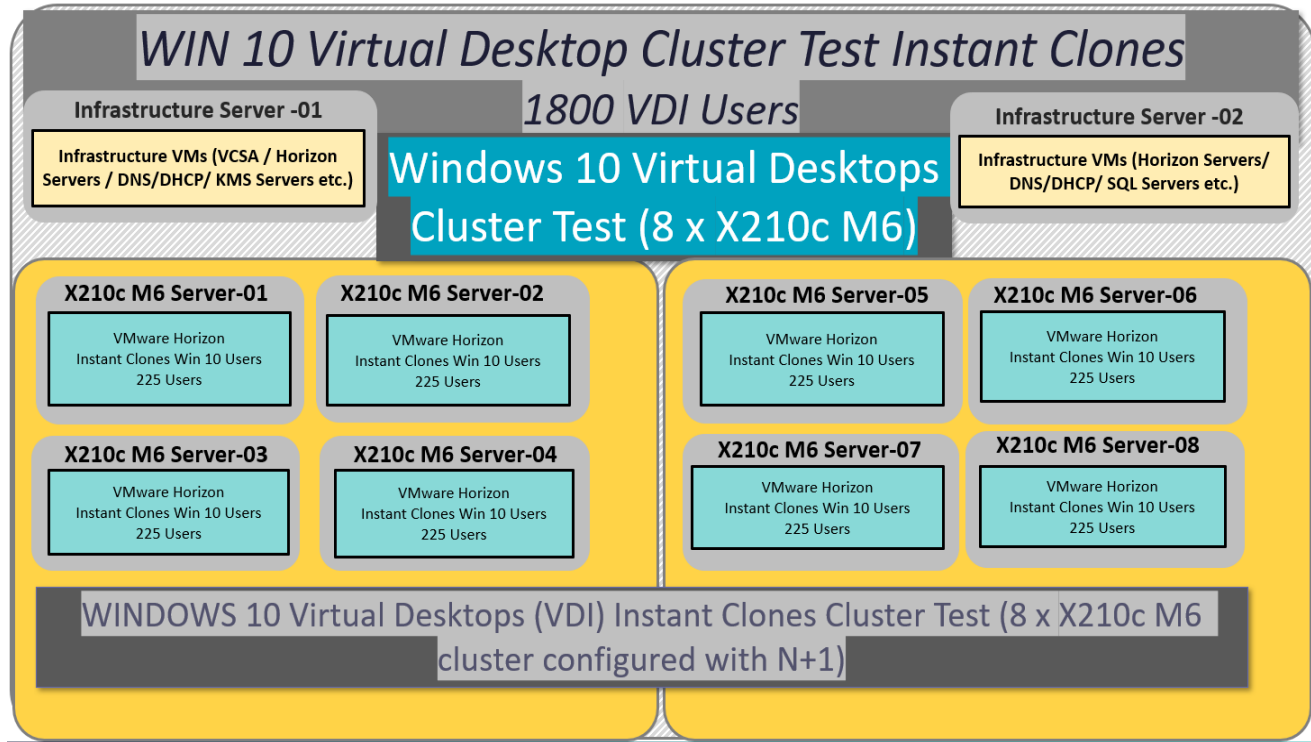 WIN 10 Virtual Desktop Cluster Test Instant Clones
1800 VDI Users
Infrastructure Server -01
Infrastructure VMs (VCSA / Horizon
Servers / DNS/DHCP/ KMS Servers etc.)
Infrastructure Server -02
Infrastructure VMs (Horizon Servers/
DNS/DHCP/ SQL Servers etc.)
Windows 10 Virtual Desktops
Cluster Test (8 x X210c M6)
X210c M6 Server-01
VMware Horizon
Instant Clones Win 10 Users
225 Users
X210c M6 Server-02
VMware Horizon
Instant Clones Win 10 Users
225 Users
X210c M6 Server-05
VMware Horizon
Instant Clones Win 10 Users
225 Users
X210c M6 Server-06
VMware Horizon
Instant Clones Win 10 Users
225 Users
X210c M6 Server-03
VMware Horizon
Instant Clones Win 10 Users
225 Users
X210c M6 Server-04
VMware Horizon
Instant Clones Win 10 Users
225 Users
X210c M6 Server-07
VMware Horizon
Instant Clones Win 10 Users
225 Users
X210c M6 Server-08
VMware Horizon
Instant Clones Win 10 Users
225 Users
WINDOWS 10 Virtual Desktops (VDI) Instant Clones Cluster Test (8 x X210c M6
cluster configured with N+1)